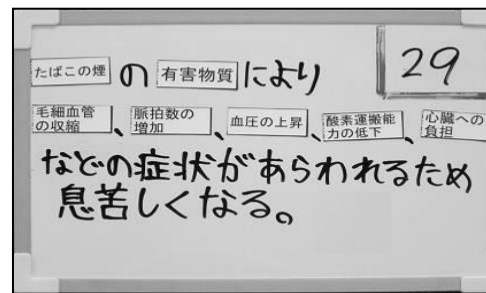 29
たばこの煙の有害物質により
毛細血管の収縮、脈拍数の増加、血圧の上昇、酸素運搬能力の低下、心臓への負担
などの症状があらわれるため
息苦しくなる。